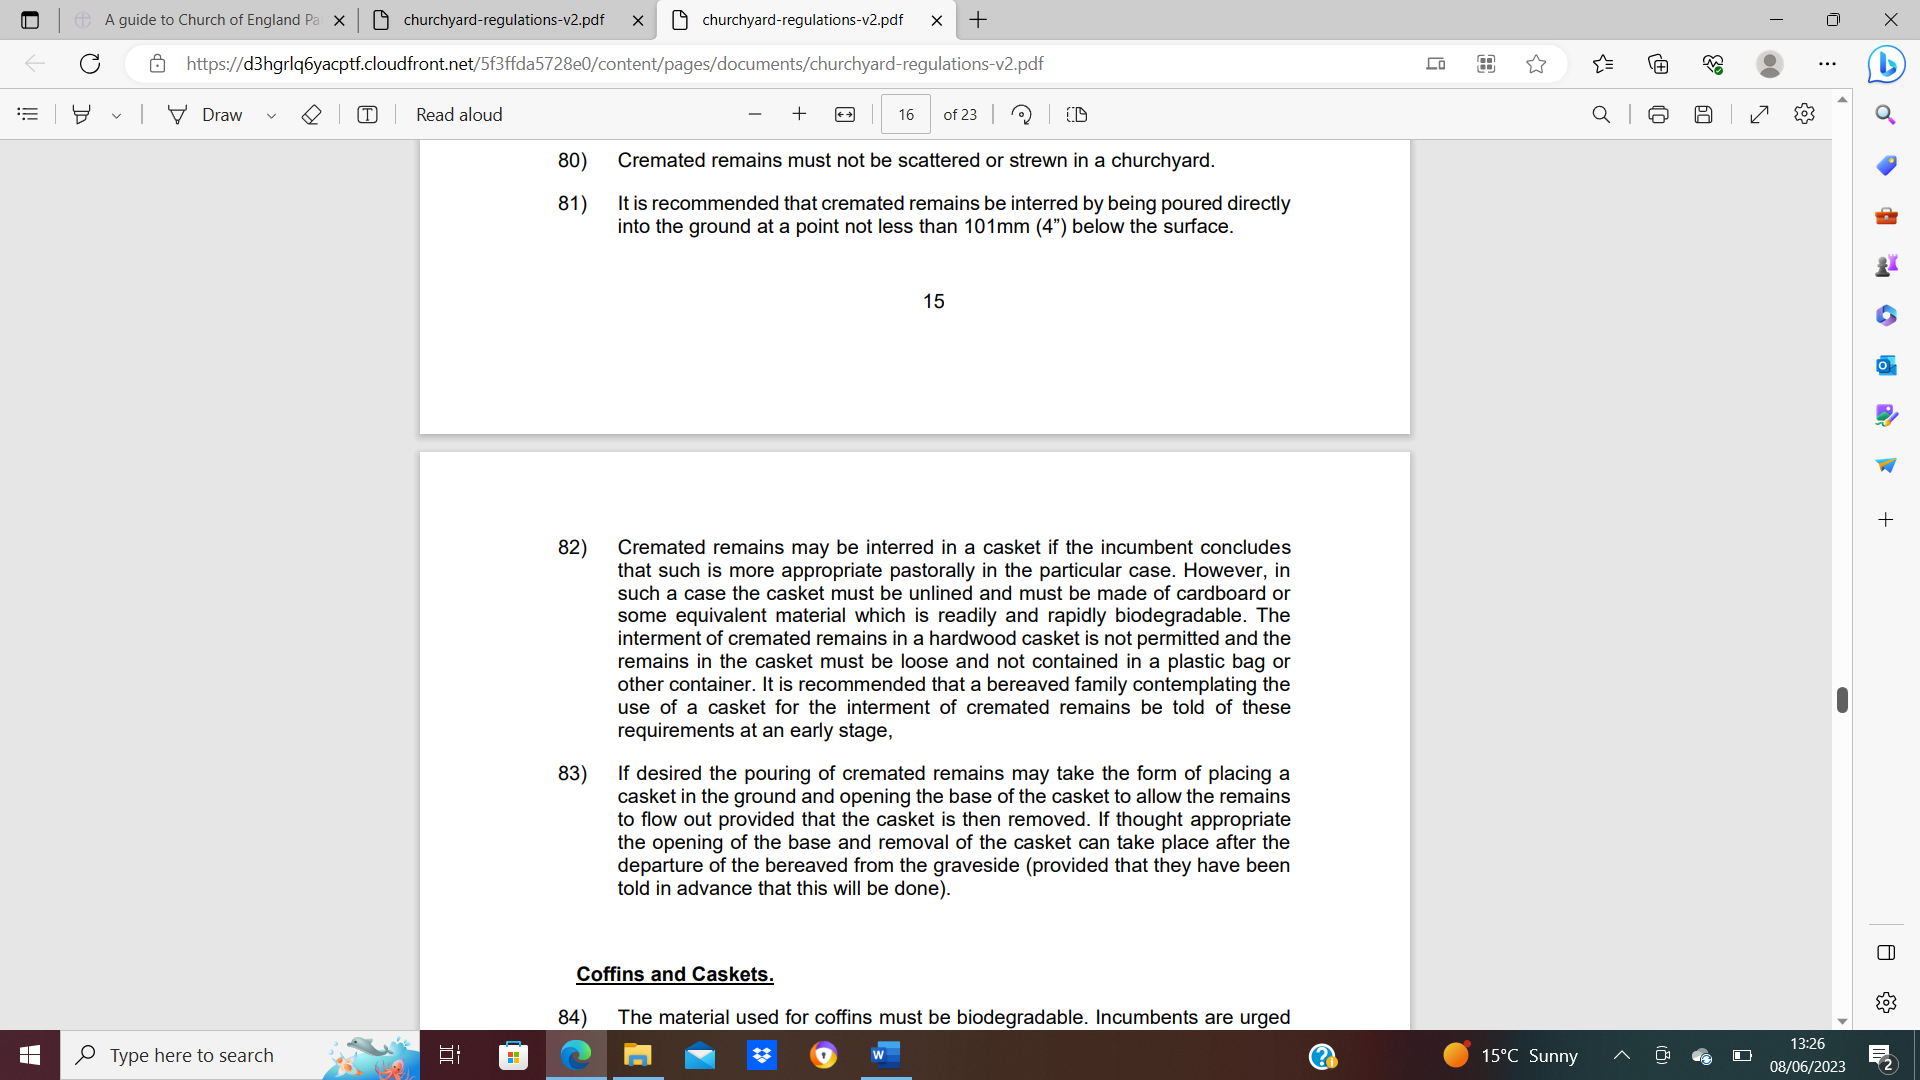 A guide to Church of England Pa
churchyard-regulations-v2.pdf
churchyard-regulations-v2.pdf
https://d3hgrlq6yacptf.cloudfront.net/5f3ffda5728e0/content/pages/documents/churchyard-regulations-v2.pdf
Draw
Read aloud
16 of 23
80) Cremated remains must not be scattered or strewn in a churchyard.
81) It is recommended that cremated remains be interred by being poured directly
into the ground at a point not less than 101mm (4”) below the surface.
15
82) Cremated remains may be interred in a casket if the incumbent concludes
that such is more appropriate pastorally in the particular case. However, in
such a case the casket must be unlined and must be made of cardboard or
some equivalent material which is readily and rapidly biodegradable. The
interment of cremated remains in a hardwood casket is not permitted and the
remains in the casket must be loose and not contained in a plastic bag or
other container. It is recommended that a bereaved family contemplating the
use of a casket for the interment of cremated remains be told of these
requirements at an early stage,
83) If desired the pouring of cremated remains may take the form of placing a
casket in the ground and opening the base of the casket to allow the remains
to flow out provided that the casket is then removed. If thought appropriate
the opening of the base and removal of the casket can take place after the
departure of the bereaved from the graveside (provided that they have been
told in advance that this will be done).
Coffins and Caskets.
84) The material used for coffins must be biodegradable. Incumbents are urged
Type here to search
15°C Sunny
13:26
08/06/2023
2